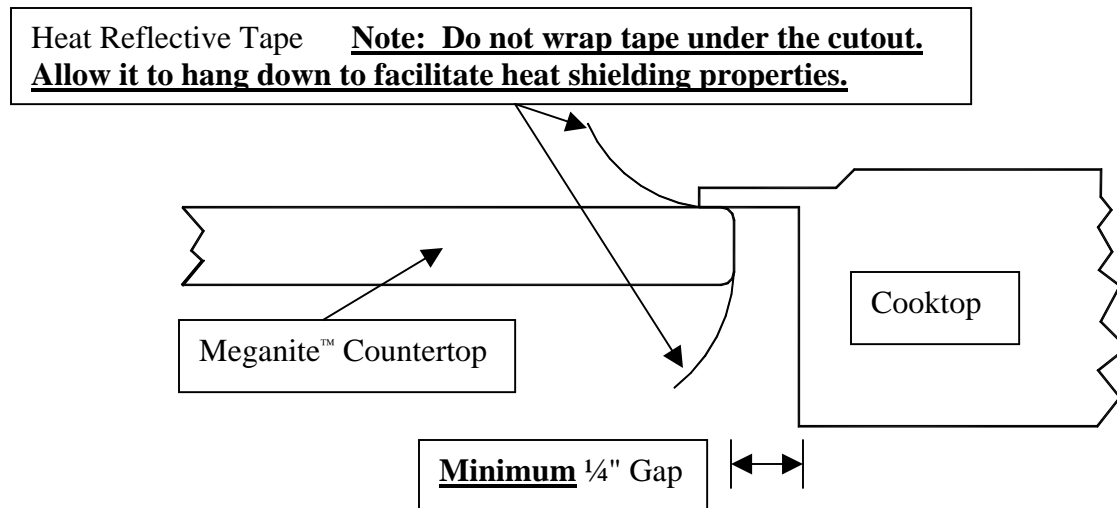 Heat Reflective Tape Note: Do not wrap tape under the cutout.
Allow it to hang down to facilitate heat shielding properties.
Cooktop
Meganite™ Countertop
Minimum ¼" Gap